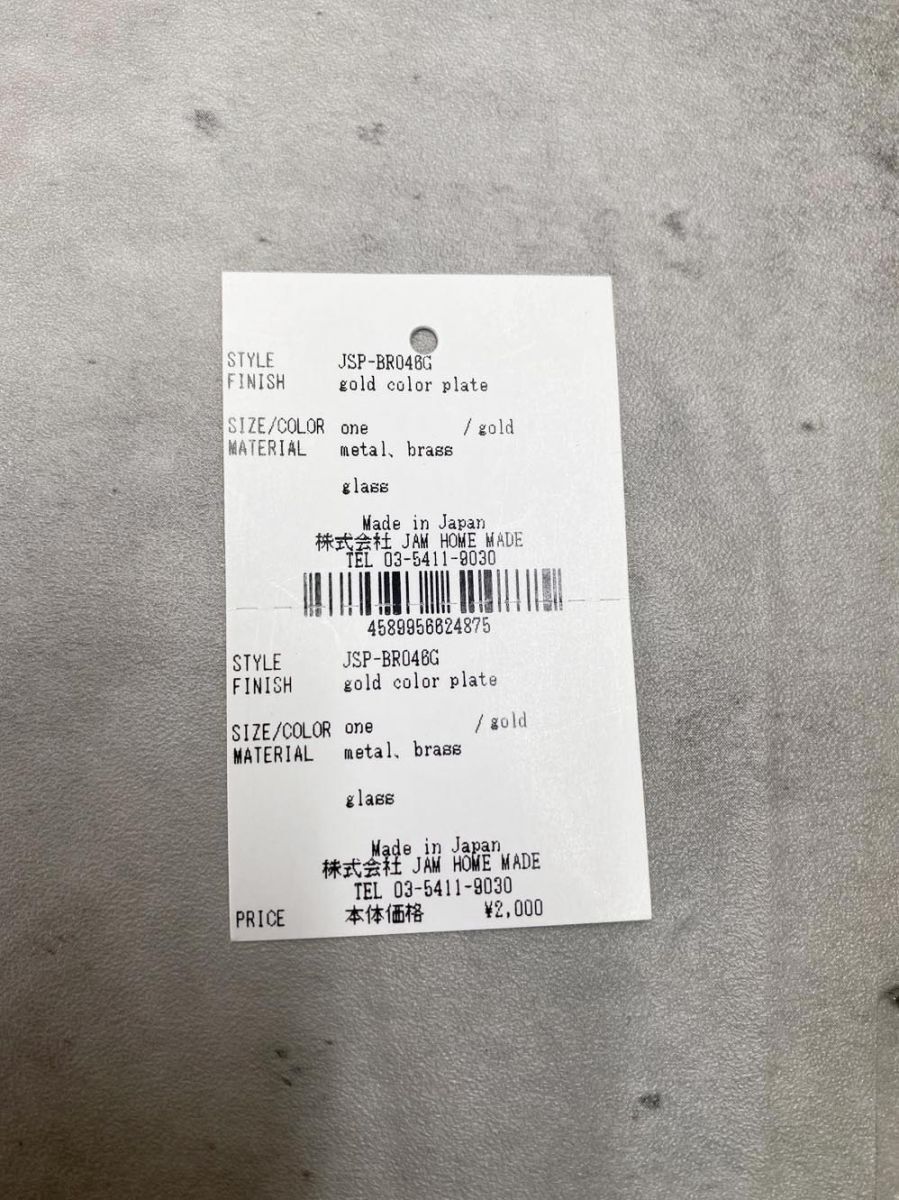 STYLE JSP-BR046G
FINISH gold color plate
SIZE/COLOR one / gold
MATERIAL metal、brass
glass
Made in Japan
株式会社 JAM HOME MADE
TEL 03-5411-9030
4589956624875
STYLE JSP-BR046G
FINISH gold color plate
SIZE/COLOR one / gold
MATERIAL metal、brass
glass
Made in Japan
株式会社 JAM HOME MADE
TEL 03-5411-9030
PRICE 本体価格 ¥2,000